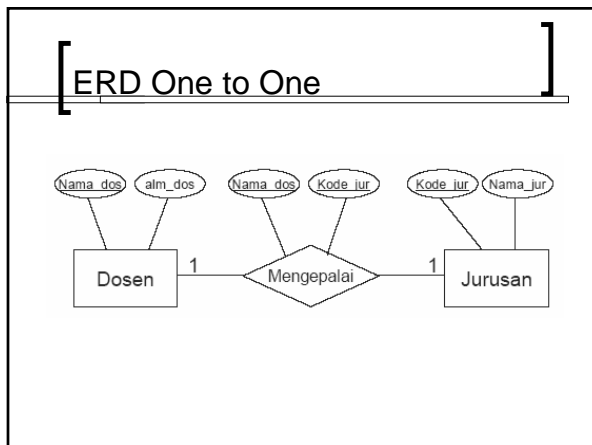 ERD One to One
Nama_dos alm_dos Nama_dos Kode_jur Kode_jur Nama_jur
Dosen 1 Mengepalai 1 Jurusan